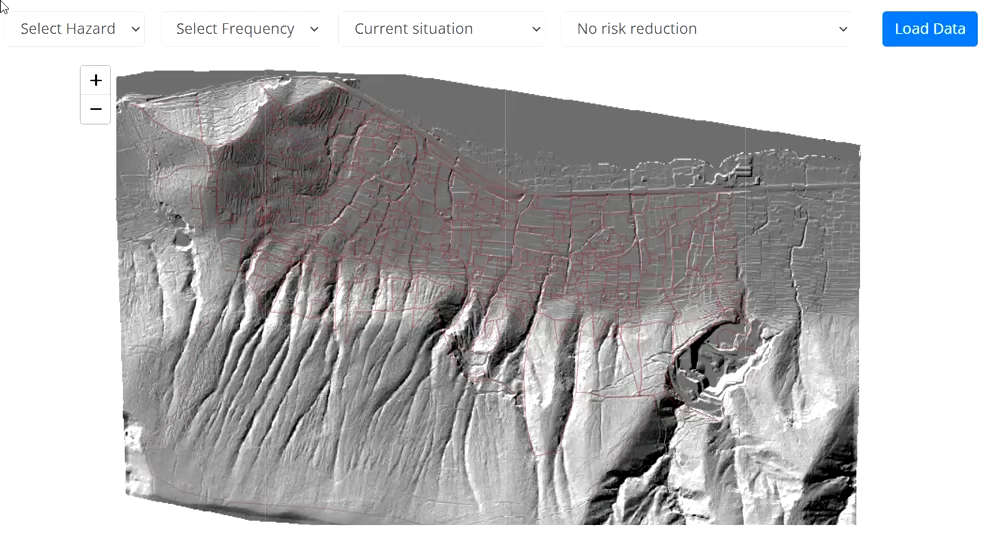 Select Hazard Select Frequency Current situation No risk reduction Load Data
+
−